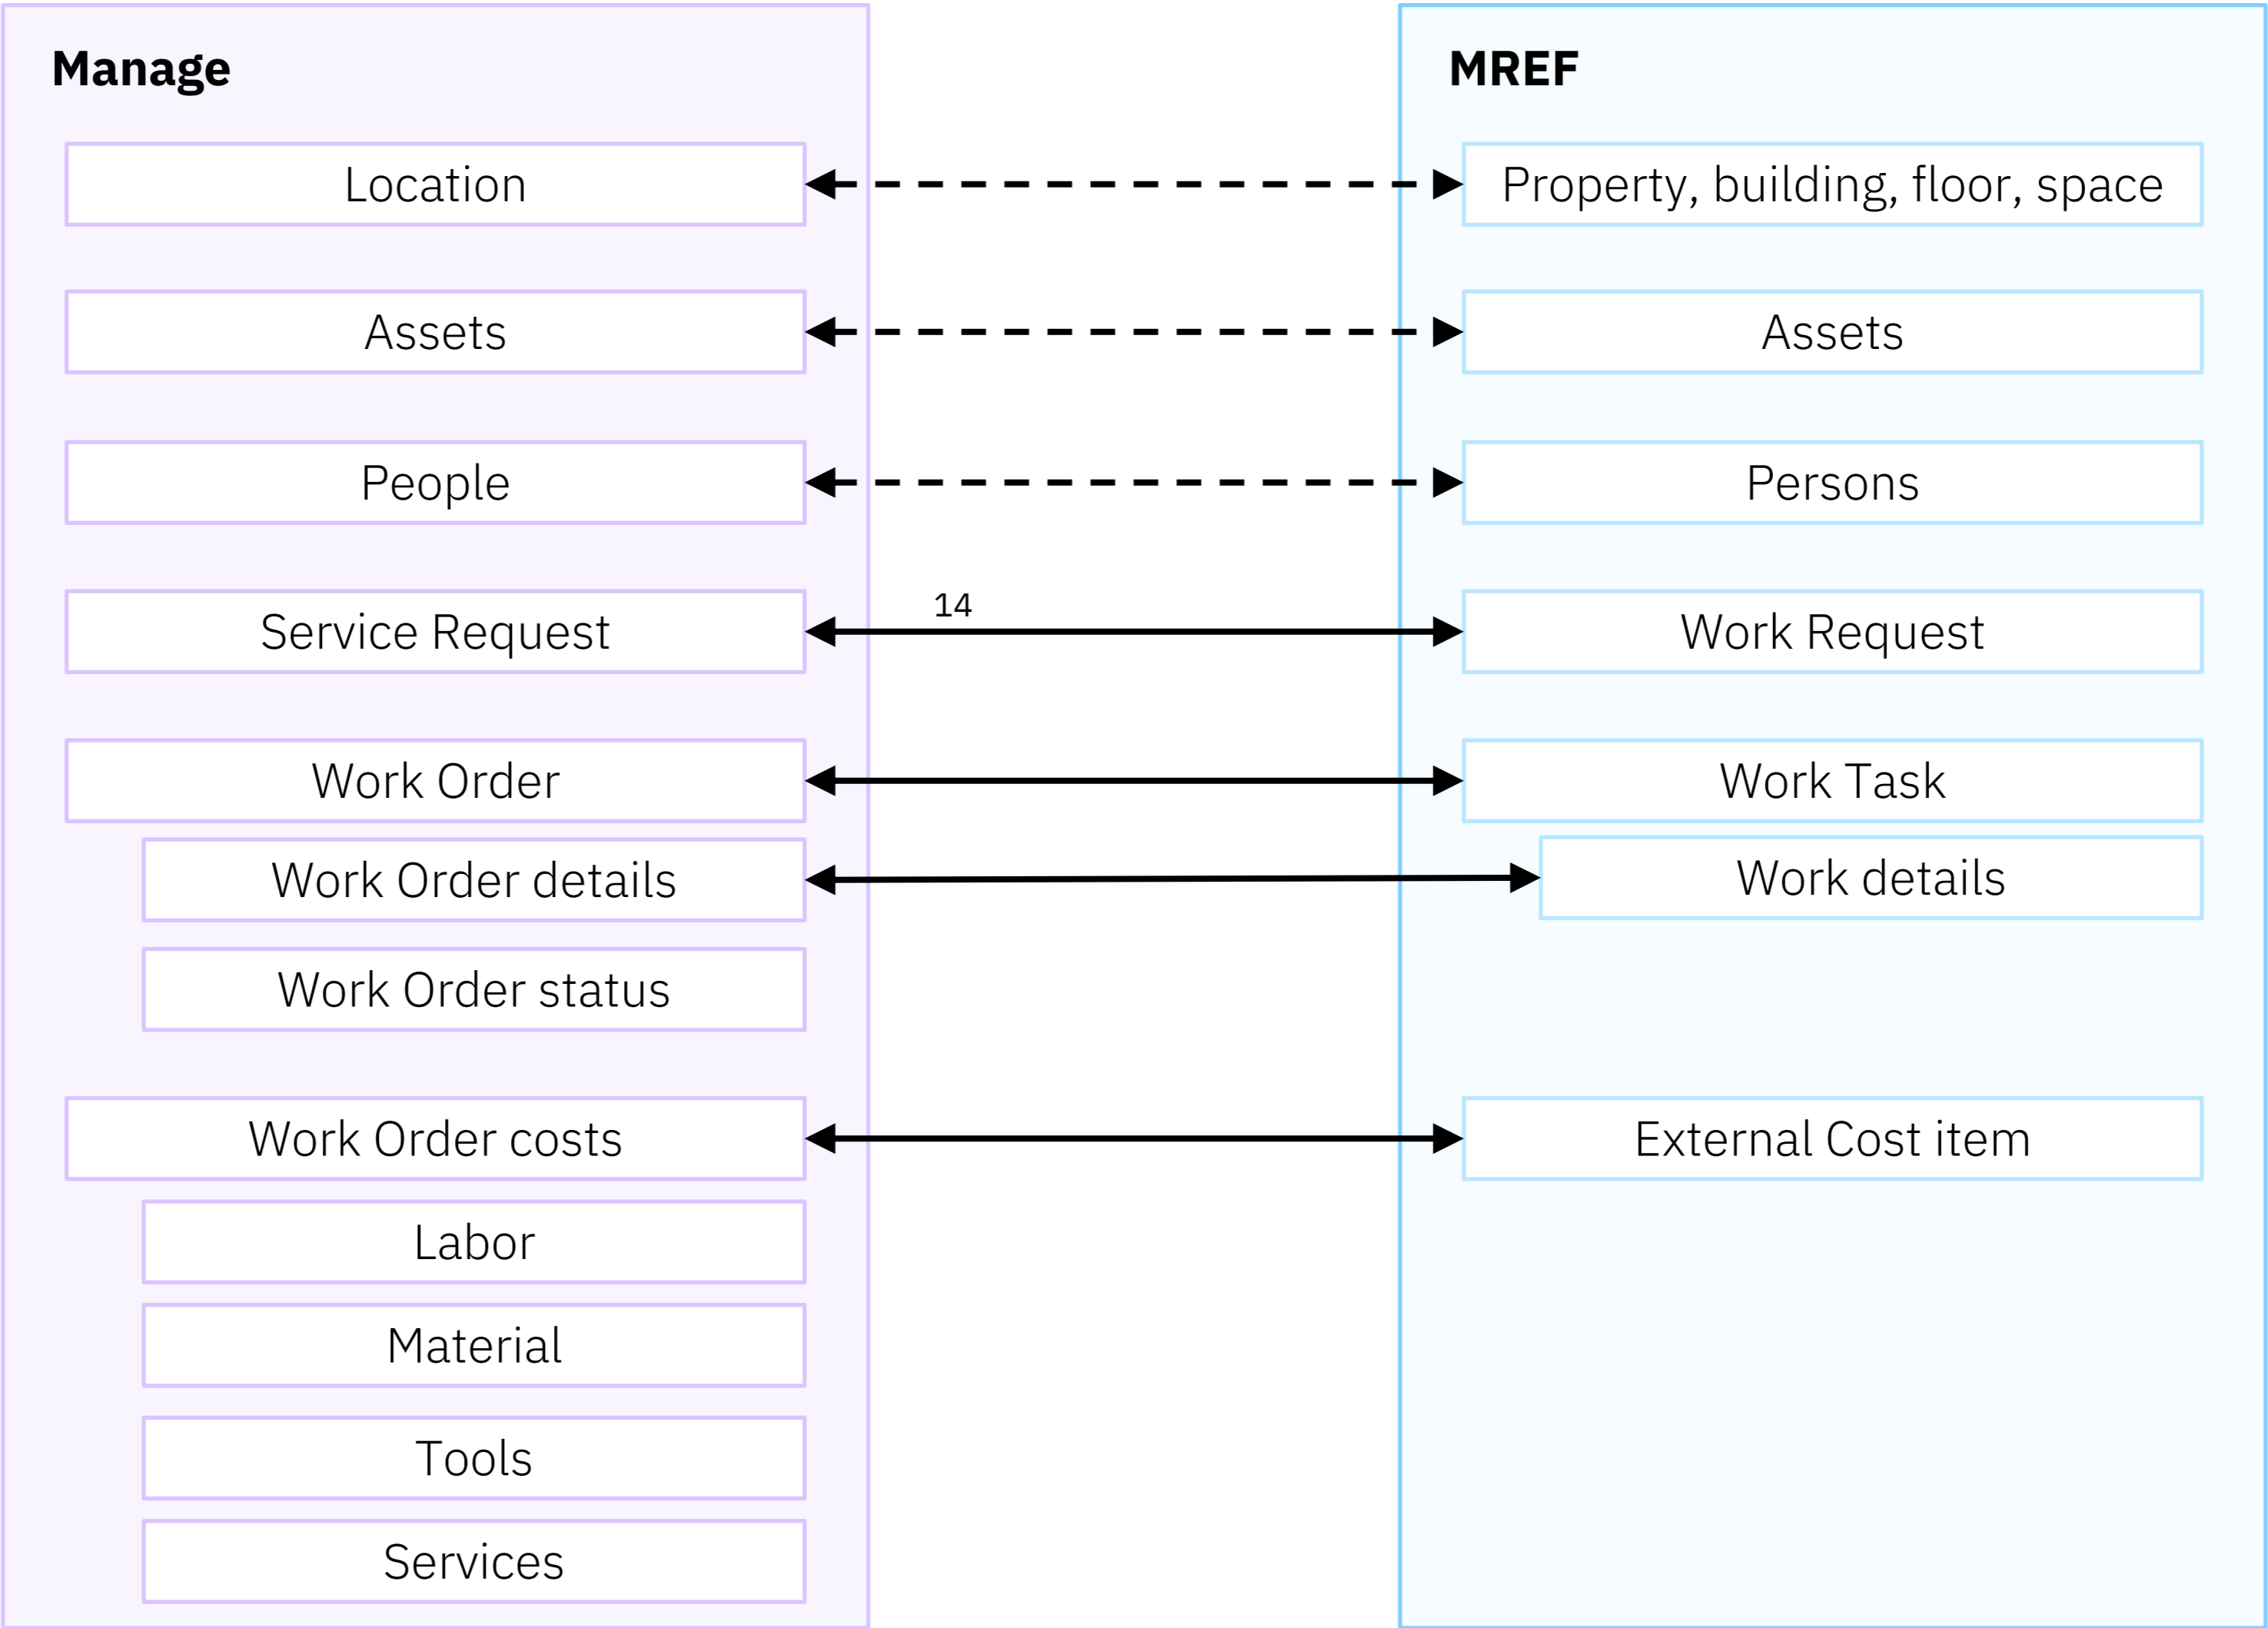 Manage
MREF
Location
Property, building, floor, space
Assets
Assets
People
Persons
14
Service Request
Work Request
Work Order
Work Task
Work Order details
Work details
Work Order status
Work Order costs
External Cost item
Labor
Material
Tools
Services